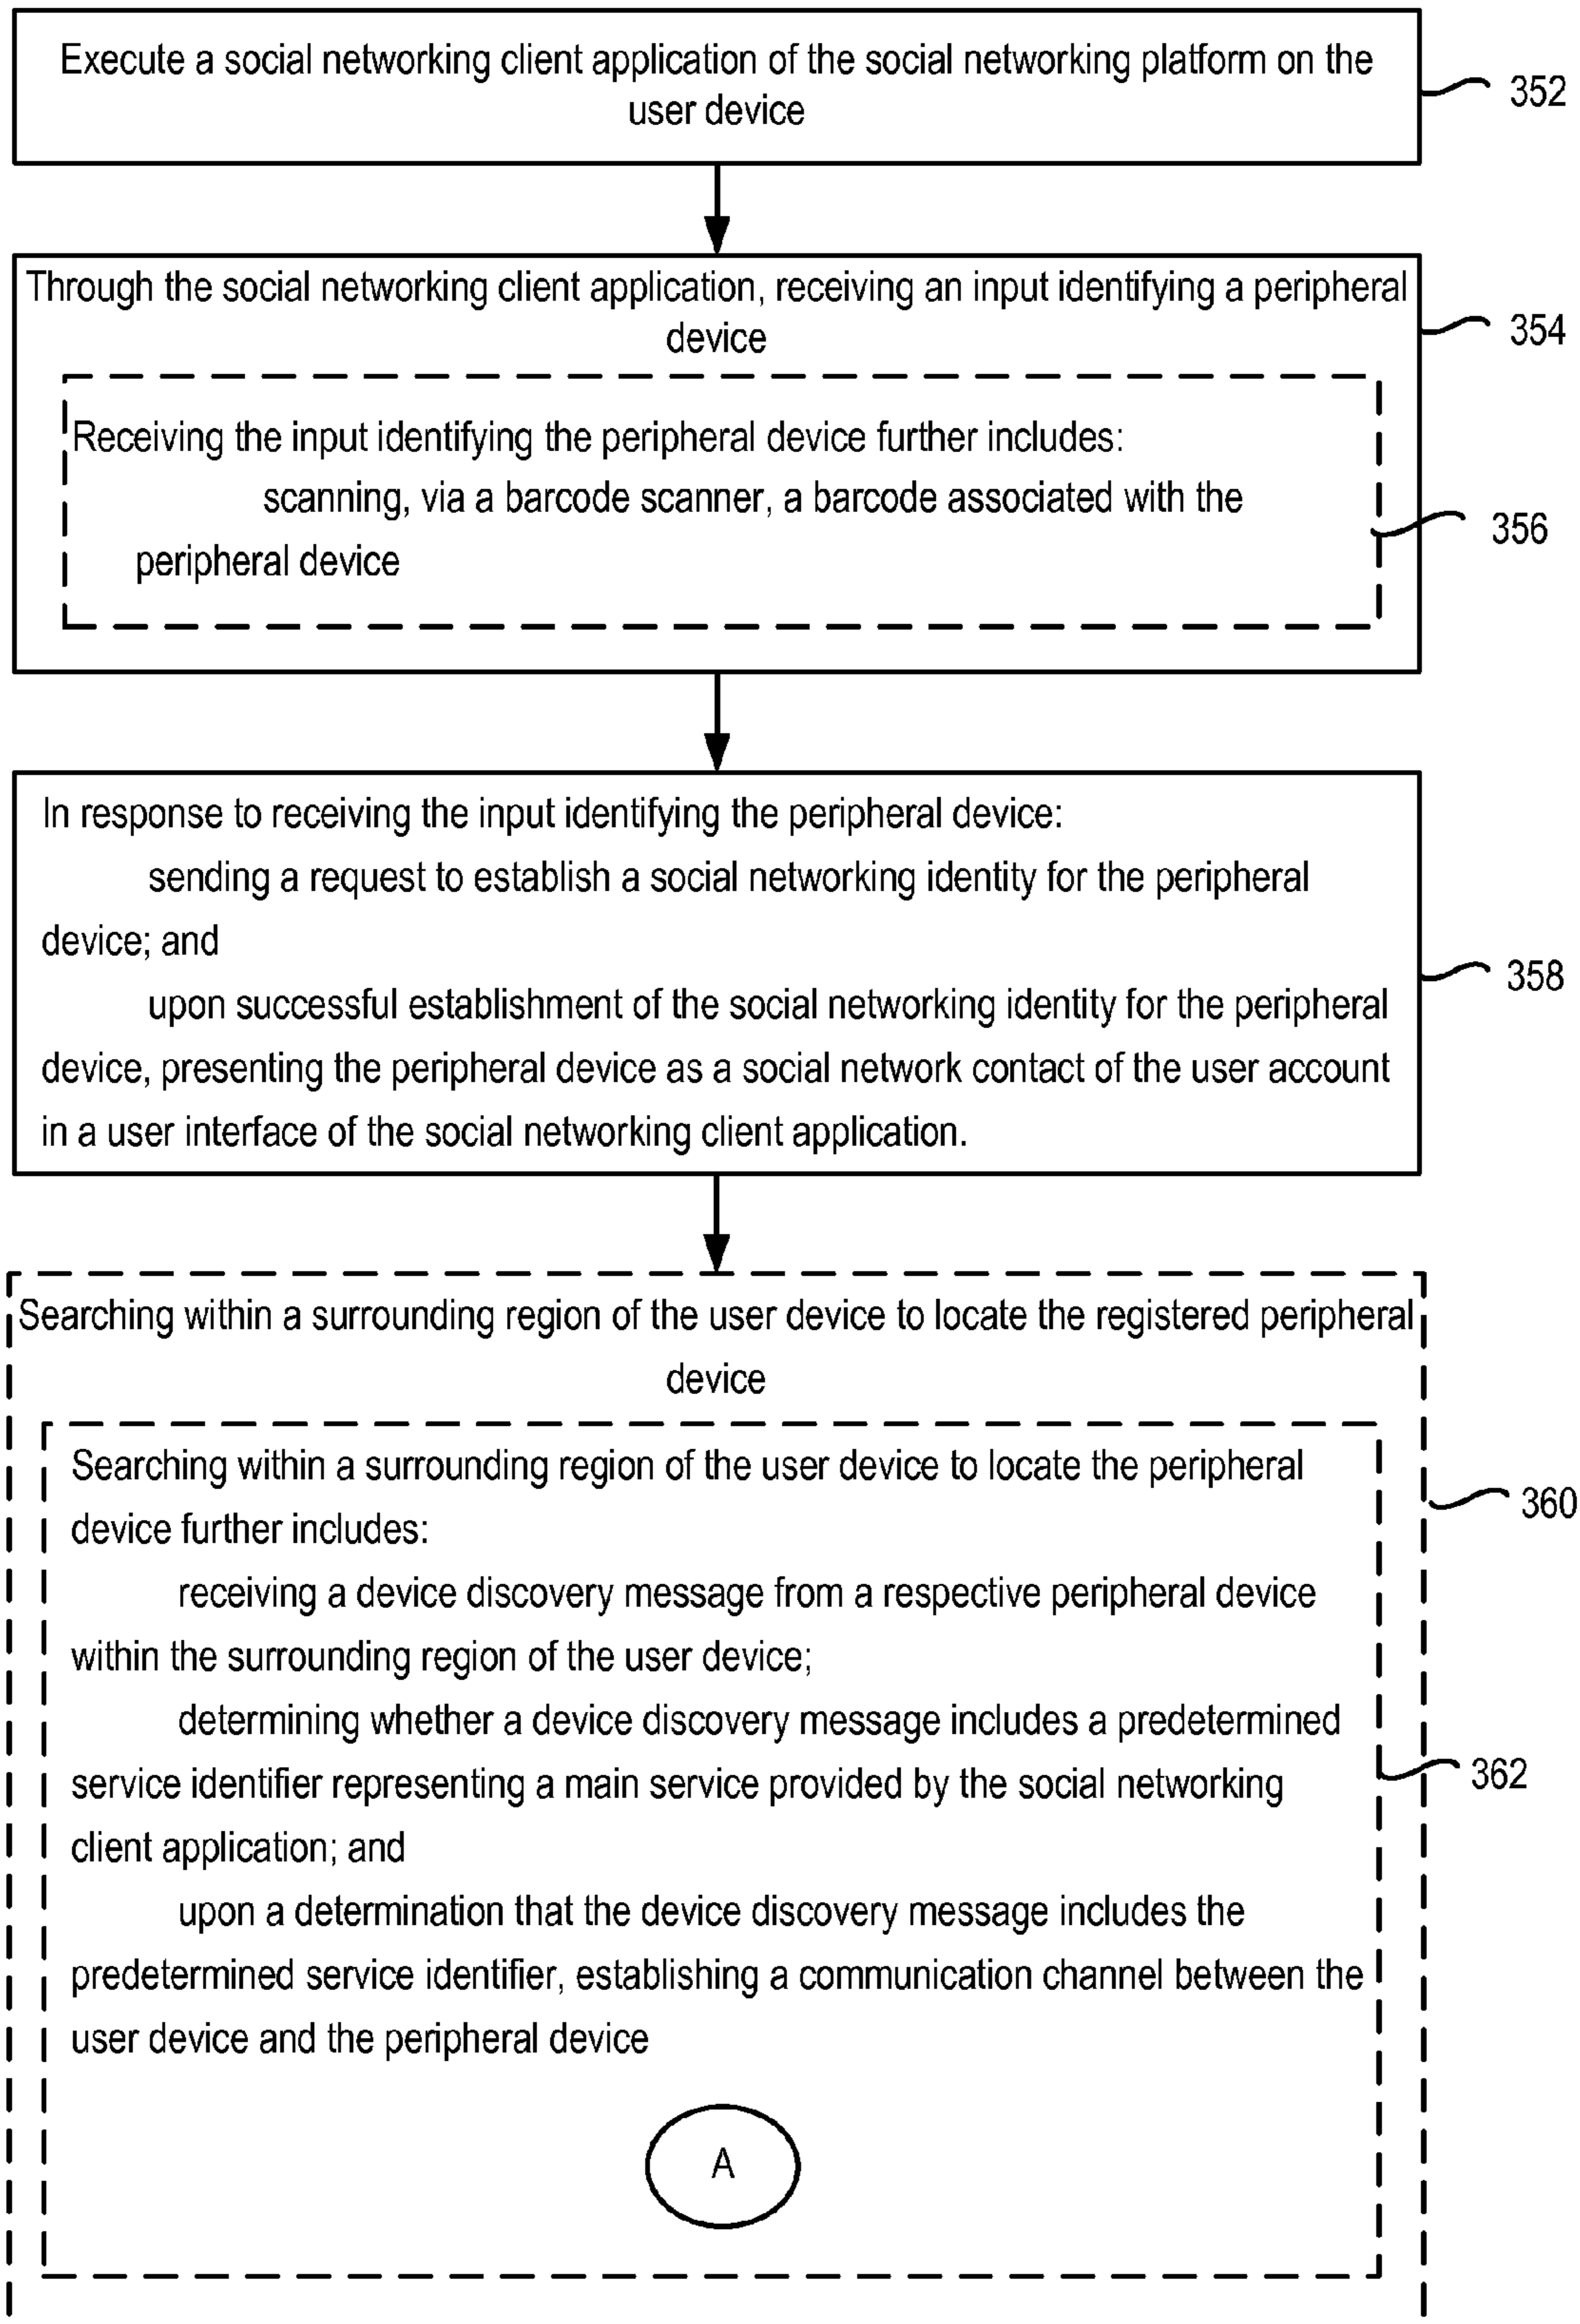 Execute a social networking client application of the social networking platform on the
user device
352
Through the social networking client application, receiving an input identifying a peripheral
device
354
Receiving the input identifying the peripheral device further includes:
scanning, via a barcode scanner, a barcode associated with the
peripheral device
356
In response to receiving the input identifying the peripheral device:
sending a request to establish a social networking identity for the peripheral
device; and
upon successful establishment of the social networking identity for the peripheral
device, presenting the peripheral device as a social network contact of the user account
in a user interface of the social networking client application.
358
Searching within a surrounding region of the user device to locate the registered peripheral
device
Searching within a surrounding region of the user device to locate the peripheral
device further includes:
360
receiving a device discovery message from a respective peripheral device
within the surrounding region of the user device;
determining whether a device discovery message includes a predetermined
service identifier representing a main service provided by the social networking
362
client application; and
upon a determination that the device discovery message includes the
predetermined service identifier, establishing a communication channel between the
user device and the peripheral device
A